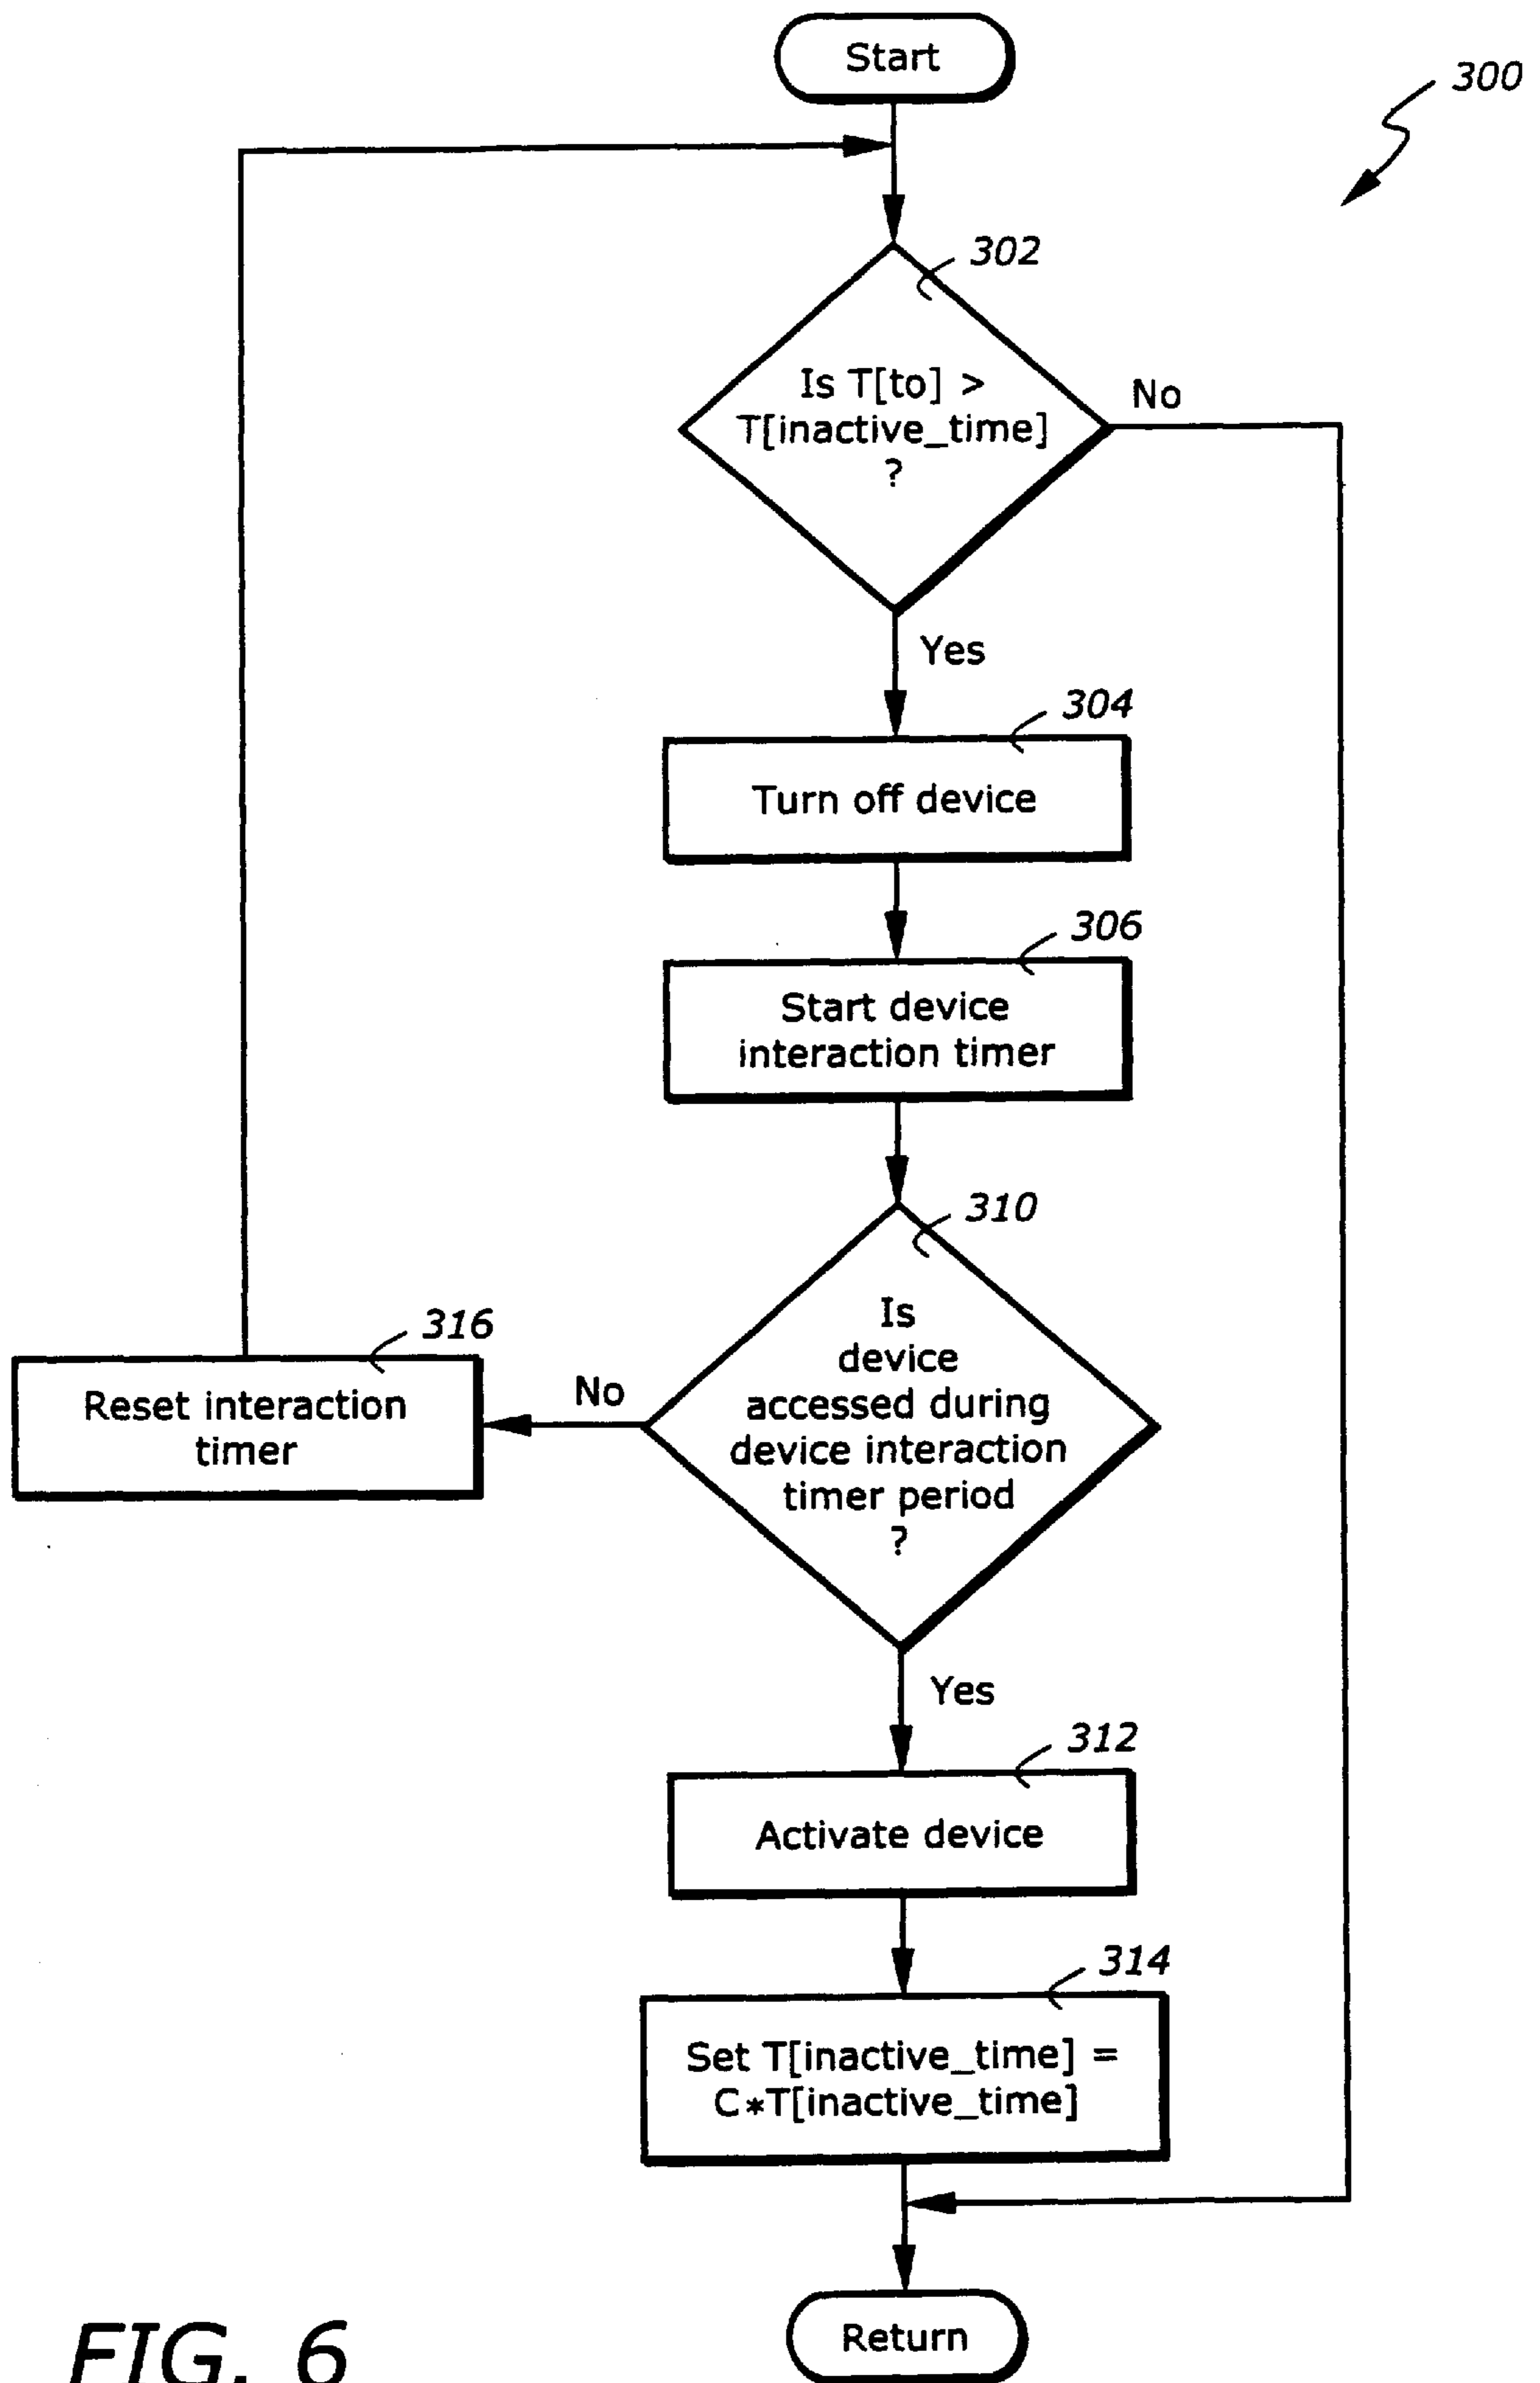 Start
300
302
Is T[to] >
T[inactive_time]
?
No
Yes
304
Turn off device
306
Start device
interaction timer
310
Is
device
accessed during
device interaction
timer period
?
No
316
Reset interaction
timer
Yes
312
Activate device
314
Set T[inactive_time] =
C*T[inactive_time]
Return
FIG. 6